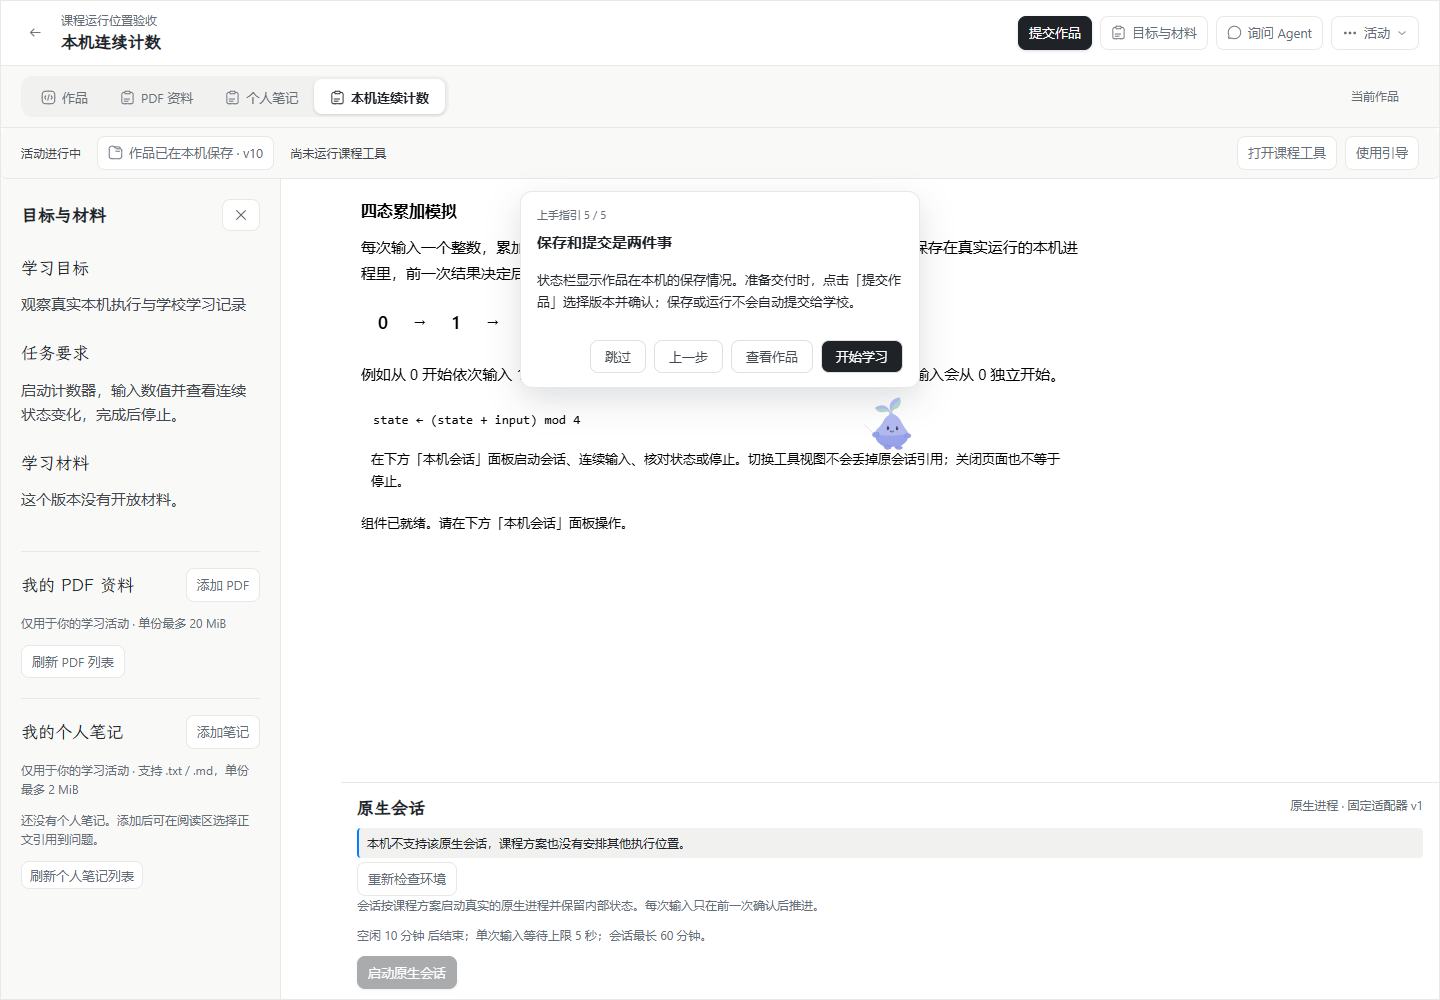 课程运行位置验收
本机连续计数
提交作品
目标与材料
询问 Agent
活动
作品
PDF 资料
个人笔记
本机连续计数
当前作品
活动进行中
作品已在本机保存 · v10
尚未运行课程工具
打开课程工具
使用引导
目标与材料
学习目标
观察真实本机执行与学校学习记录
任务要求
启动计数器，输入数值并查看连续
状态变化，完成后停止。
学习材料
这个版本没有开放材料。
我的 PDF 资料
添加 PDF
仅用于你的学习活动 · 单份最多 20 MiB
刷新 PDF 列表
我的个人笔记
添加笔记
仅用于你的学习活动 · 支持 .txt / .md，单份
最多 2 MiB
还没有个人笔记。添加后可在阅读区选择正
文引用到问题。
刷新个人笔记列表
四态累加模拟
每次输入一个整数，累加
保存在真实运行的本机进
程里，前一次结果决定后
0 → 1 →
例如从 0 开始依次输入
输入会从 0 独立开始。
上手指引 5 / 5
保存和提交是两件事
状态栏显示作品在本机的保存情况。准备交付时，点击「提交作
品」选择版本并确认；保存或运行不会自动提交给学校。
跳过
上一步
查看作品
开始学习
state ← (state + input) mod 4
在下方「本机会话」面板启动会话、连续输入、核对状态或停止。切换工具视图不会丢掉原会话引用；关闭页面也不等于
停止。
组件已就绪。请在下方「本机会话」面板操作。
原生会话
原生进程 · 固定适配器 v1
本机不支持该原生会话，课程方案也没有安排其他执行位置。
重新检查环境
会话按课程方案启动真实的原生进程并保留内部状态。每次输入只在前一次确认后推进。
空闲 10 分钟 后结束；单次输入等待上限 5 秒；会话最长 60 分钟。
启动原生会话